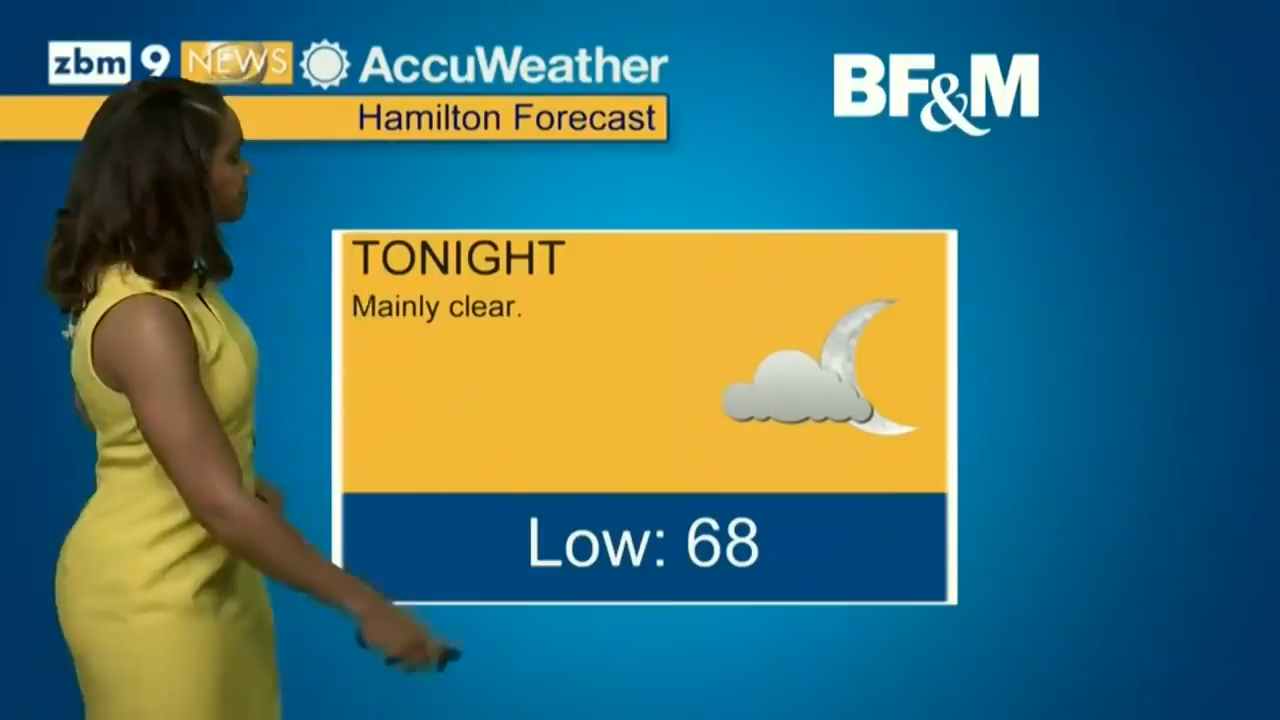 zbm 9 NEWS AccuWeather
BF&M
Hamilton Forecast
TONIGHT
Mainly clear.
Low: 68